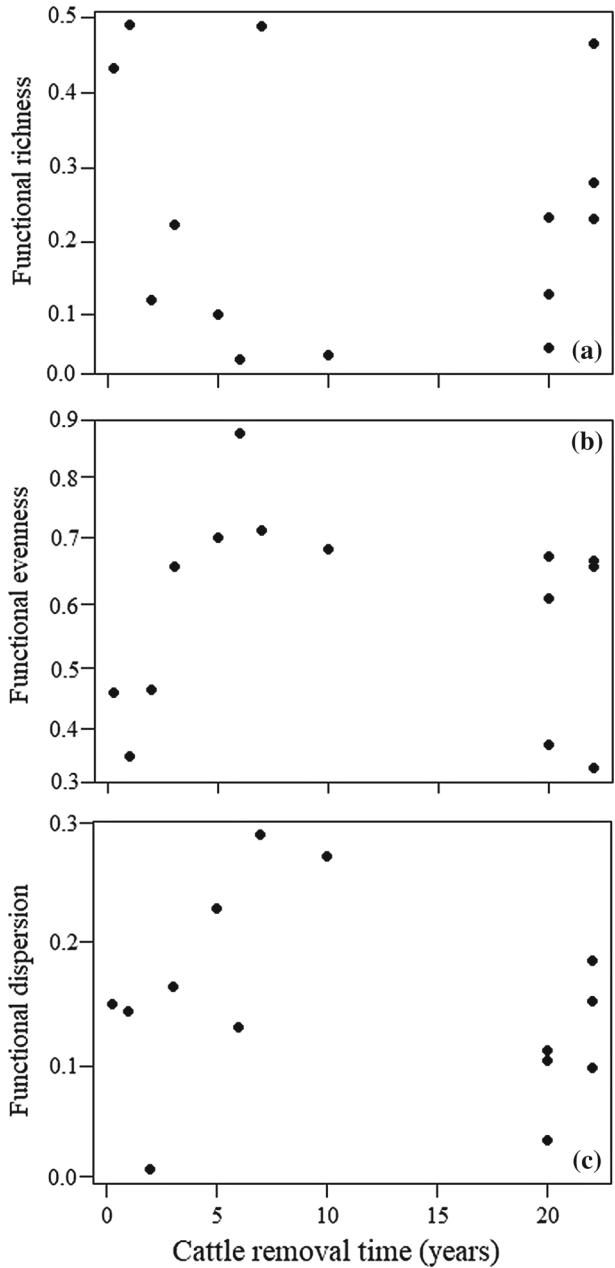 0.5
0.4
0.3
0.2
0.1
0.0
Functional richness
(a)
0.9
0.8
0.7
0.6
0.5
0.4
0.3
Functional evenness
(b)
0.3
0.2
0.1
0.0
Functional dispersion
(c)
0 5 10 15 20
Cattle removal time (years)